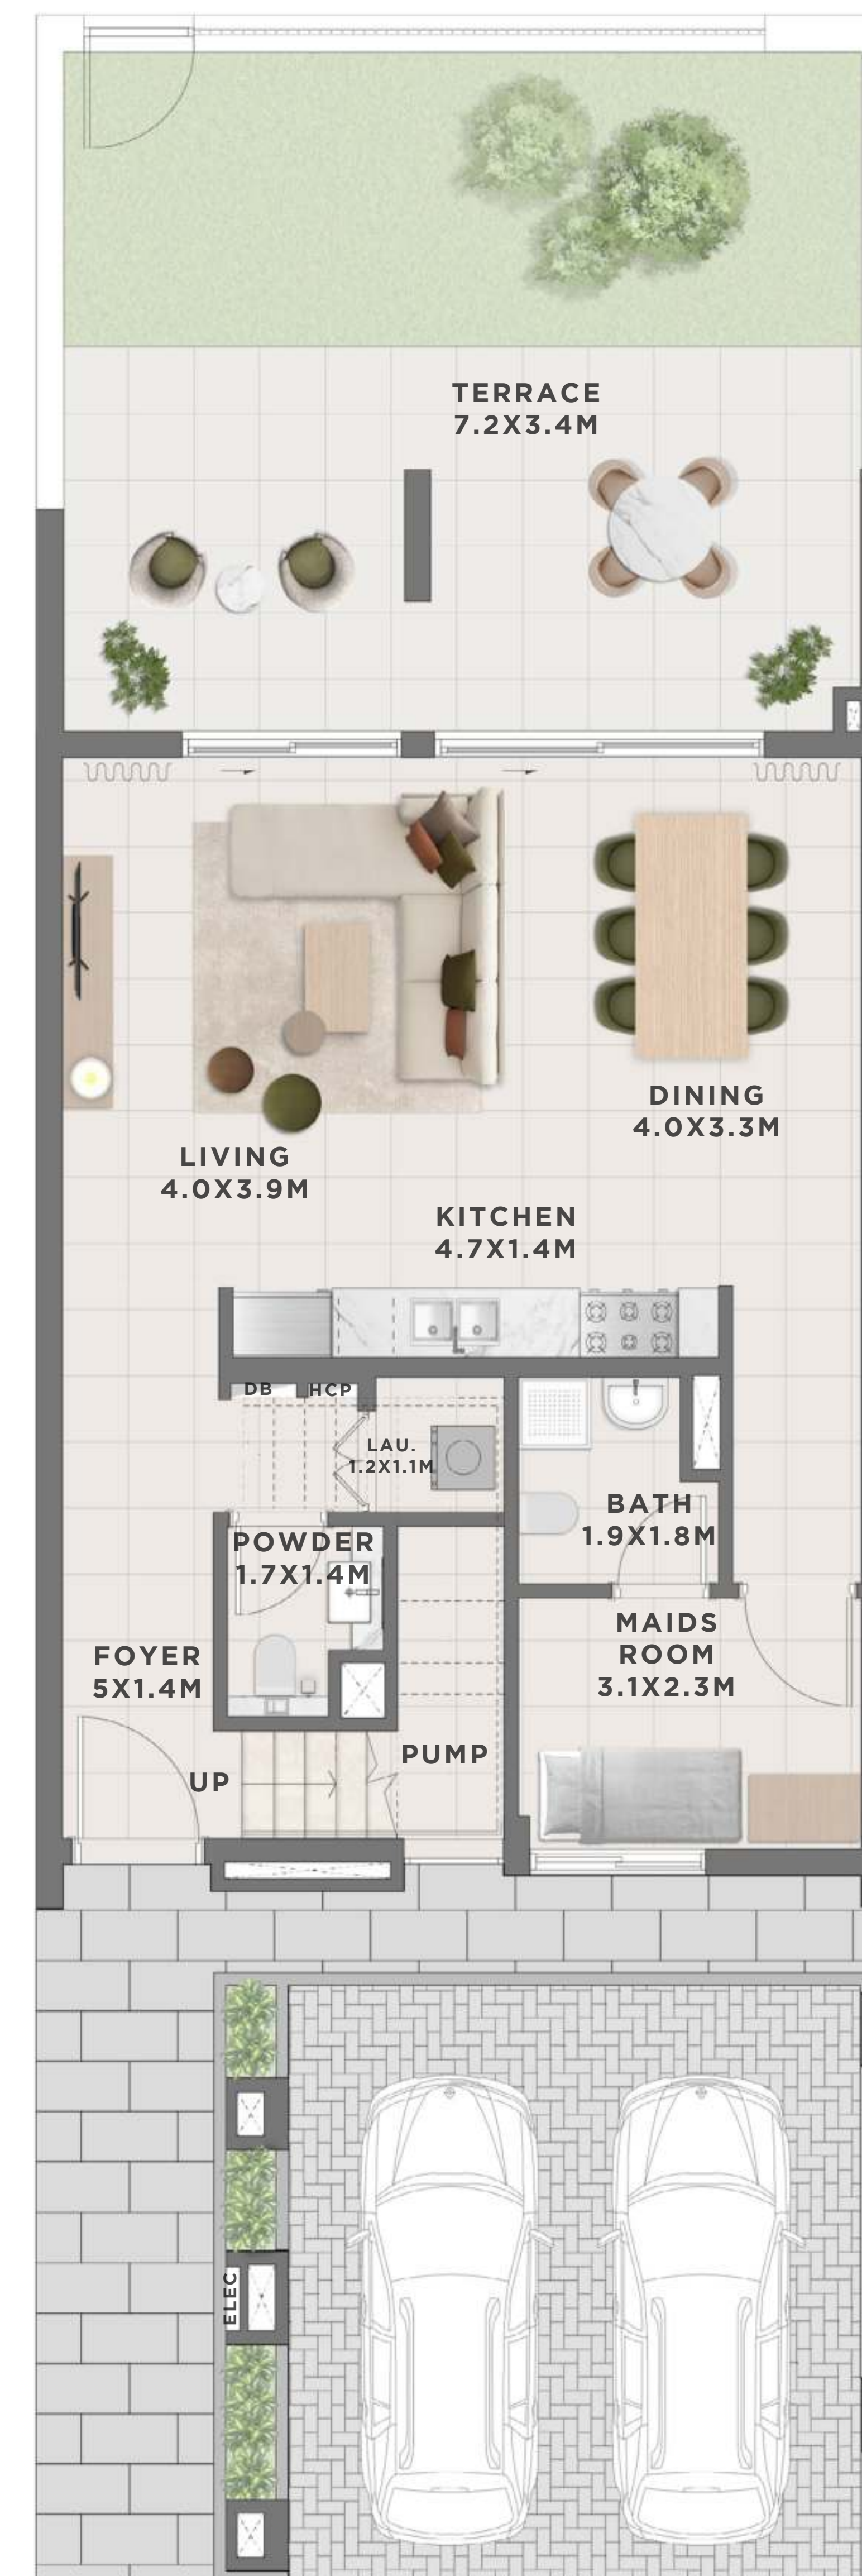 TERRACE
7.2X3.4M
DINING
4.0X3.3M
LIVING
4.0X3.9M
KITCHEN
4.7X1.4M
DB
HCP
LAU.
1.2X1.1M
BATH
1.9X1.8M
POWDER
1.7X1.4M
MAIDS
ROOM
3.1X2.3M
FOYER
5X1.4M
PUMP
UP
ELEC